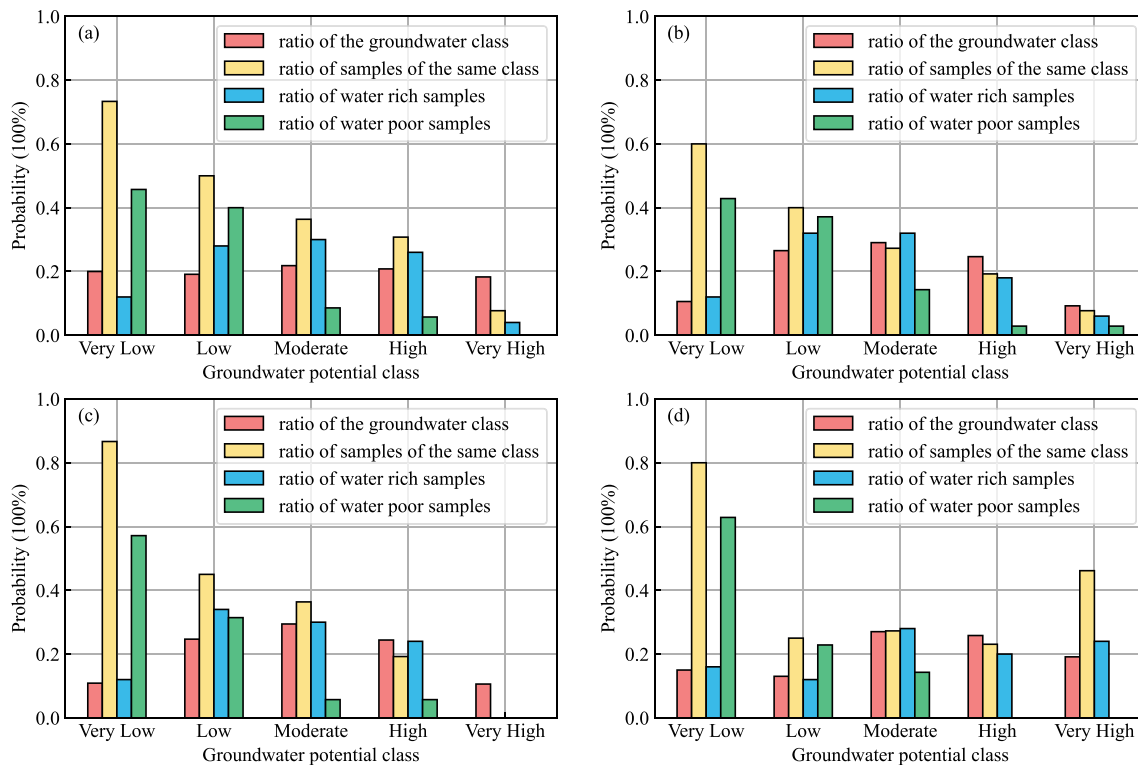 (a)
ratio of the groundwater class
ratio of samples of the same class
ratio of water rich samples
ratio of water poor samples
1.0
0.8
0.6
0.4
0.2
0.0
Probability (100%)
Very Low Low Moderate High Very High
Groundwater potential class
(b)
ratio of the groundwater class
ratio of samples of the same class
ratio of water rich samples
ratio of water poor samples
1.0
0.8
0.6
0.4
0.2
0.0
Probability (100%)
Very Low Low Moderate High Very High
Groundwater potential class
(c)
ratio of the groundwater class
ratio of samples of the same class
ratio of water rich samples
ratio of water poor samples
1.0
0.8
0.6
0.4
0.2
0.0
Probability (100%)
Very Low Low Moderate High Very High
Groundwater potential class
(d)
ratio of the groundwater class
ratio of samples of the same class
ratio of water rich samples
ratio of water poor samples
1.0
0.8
0.6
0.4
0.2
0.0
Probability (100%)
Very Low Low Moderate High Very High
Groundwater potential class